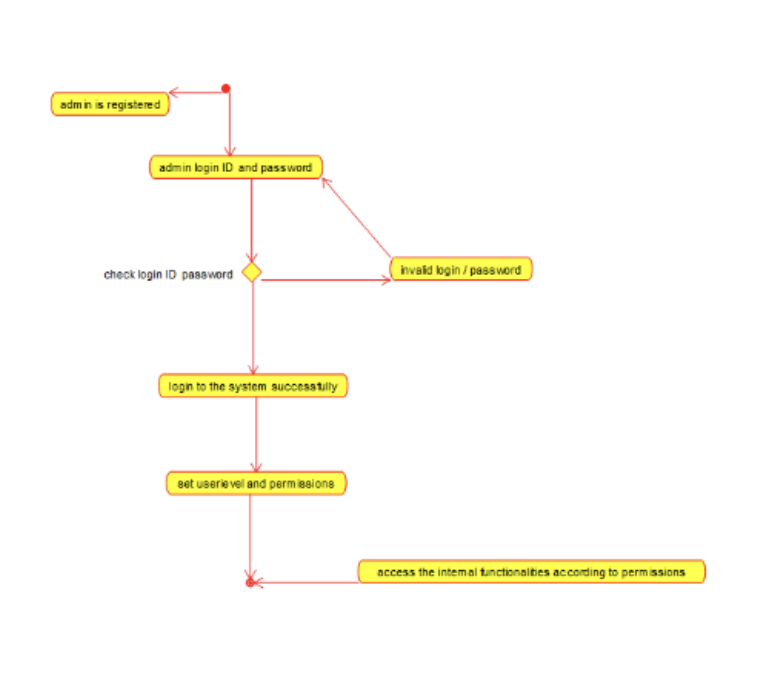 admin is registered
admin login ID and password
check login ID password
invalid login / password
login to the system successfully
set userlevel and permissions
access the internal functionalities according to permissions